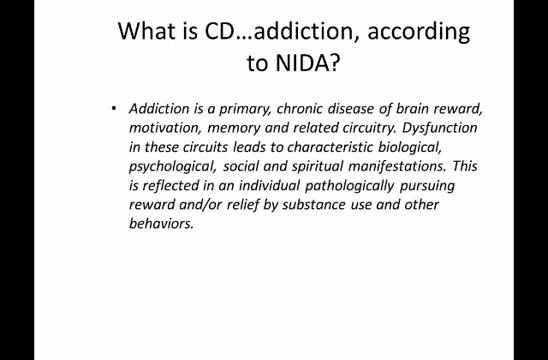 What is CD...addiction, according
to NIDA?
• Addiction is a primary, chronic disease of brain reward,
motivation, memory and related circuitry. Dysfunction
in these circuits leads to characteristic biological,
psychological, social and spiritual manifestations. This
is reflected in an individual pathologically pursuing
reward and/or relief by substance use and other
behaviors.